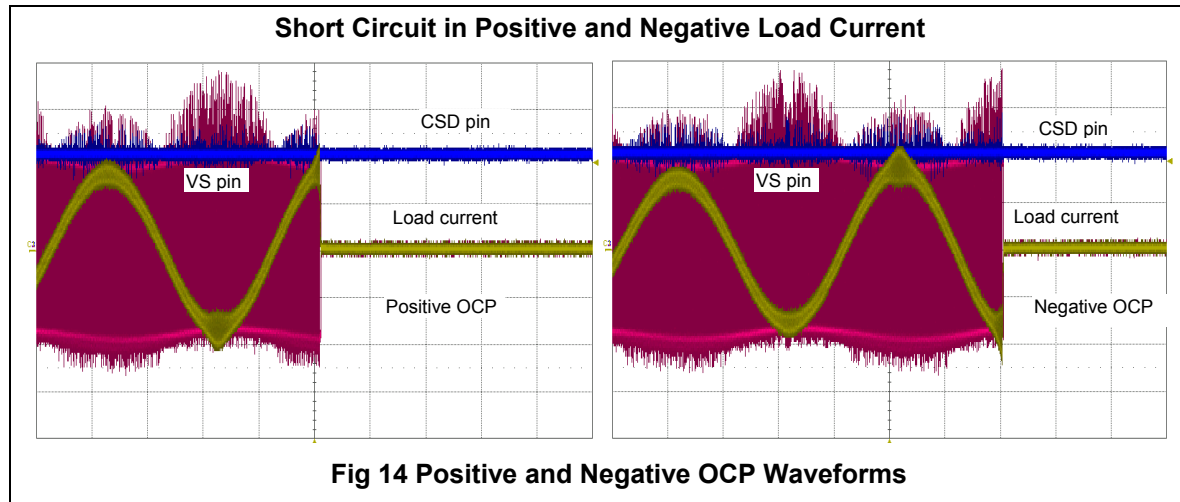 Short Circuit in Positive and Negative Load Current
CSD pin
VS pin
Load current
Positive OCP
CSD pin
VS pin
Load current
Negative OCP
Fig 14 Positive and Negative OCP Waveforms